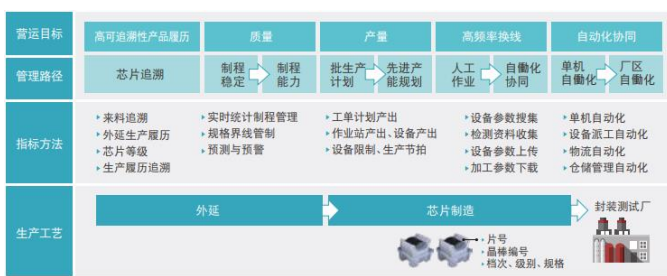 营运目标
高可追溯性产品履历
质量
产量
高频率换线
自动化协同
管理路径
芯片追溯
制程
稳定
制程
能力
批生产
计划
先进产
能规划
人工
作业
自働化
协同
单机
自働化
厂区
自働化
指标方法
来料追溯
外延生产履历
芯片等级
生产履历追溯
实时统计制程管理
规格界线管制
预测与预警
工单计划产出
作业站产出、设备产出
设备限制、生产节拍
设备参数搜集
检测资料收集
设备参数上传
加工参数下载
单机自动化
设备派工自动化
物流自动化
仓储管理自动化
生产工艺
外延
芯片制造
封装测试厂
片号
晶棒编号
档次、级别、规格